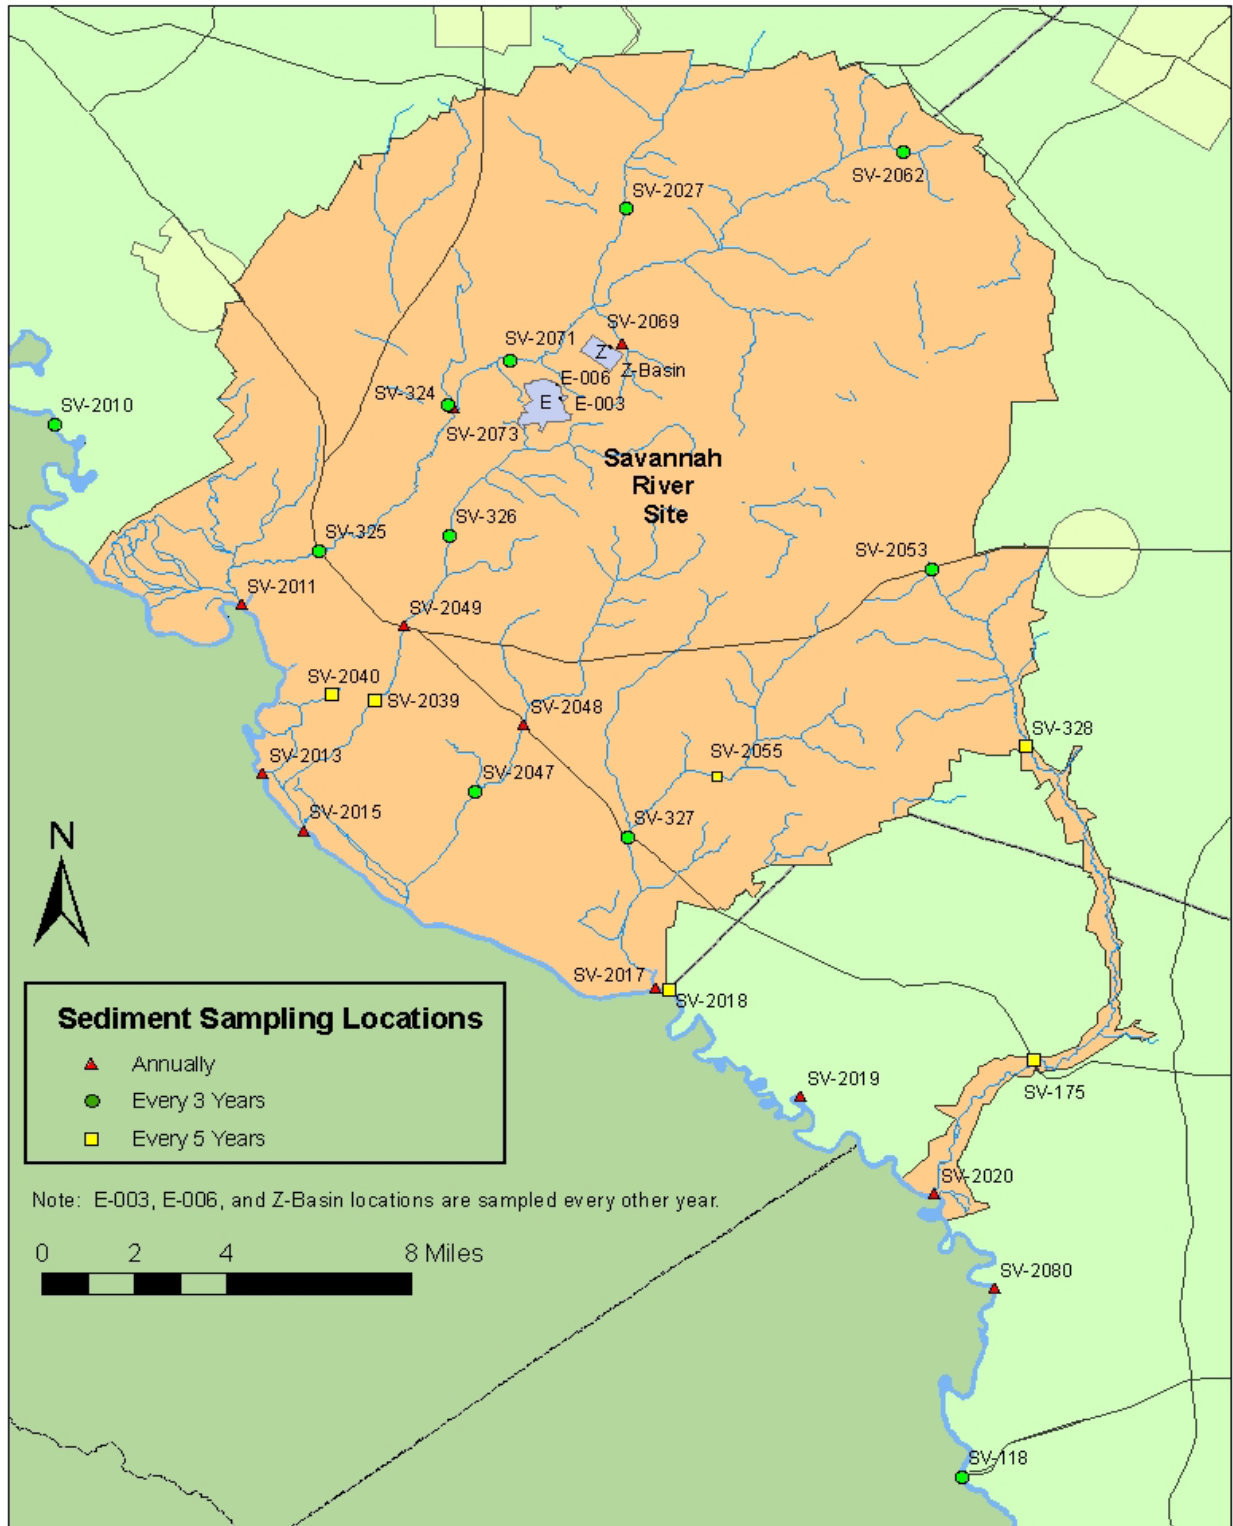 SV-2062
SV-2027
SV-2069
SV-2071
Z
Z-Basin
E-006
SV-324
E
E-003
SV-2010
SV-2073
Savannah
River
Site
SV-326
SV-325
SV-2053
SV-2011
SV-2049
SV-2040
SV-2039
SV-2048
SV-328
SV-2055
SV-2013
SV-2047
SV-2015
SV-327
N
SV-2017
SV-2018
Sediment Sampling Locations
Annually
Every 3 Years
Every 5 Years
SV-2019
SV-175
SV-2020
Note: E-003, E-006, and Z-Basin locations are sampled every other year.
0 2 4 8 Miles
SV-2080
SV-118